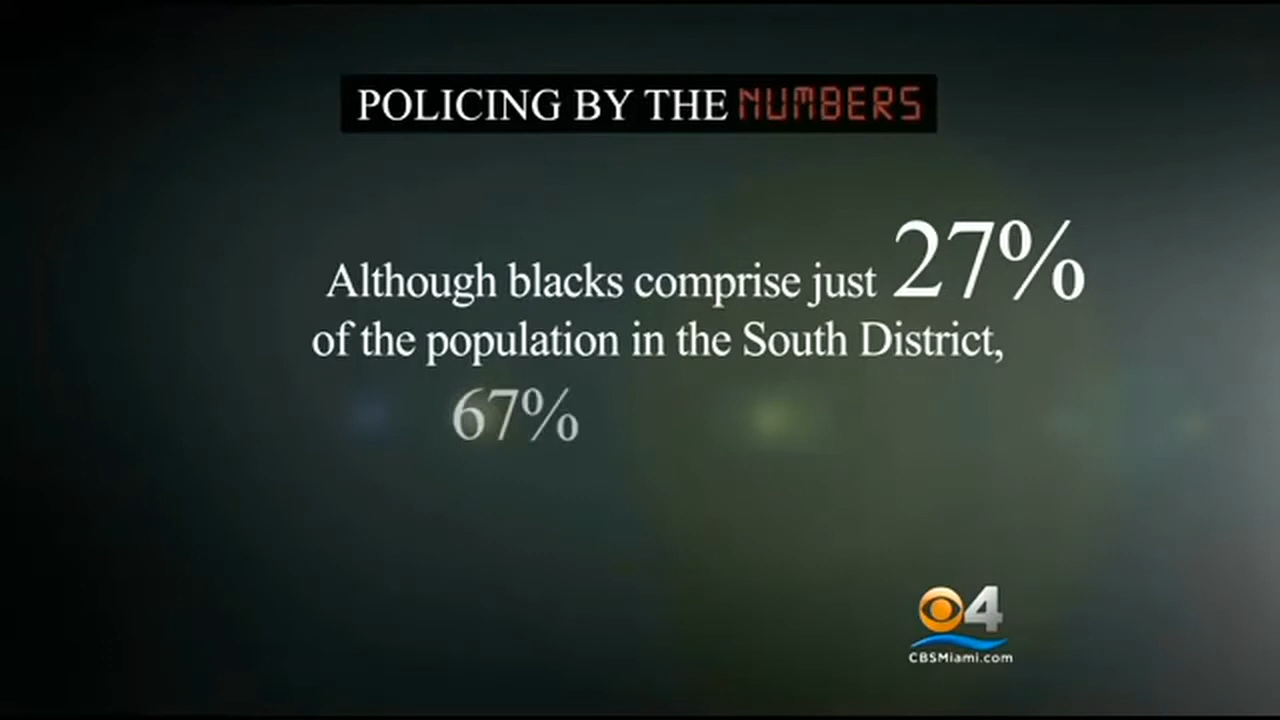 POLICING BY THE NUMBERS
Although blacks comprise just 27%
of the population in the South District,
67%
4
CBSMiami.com